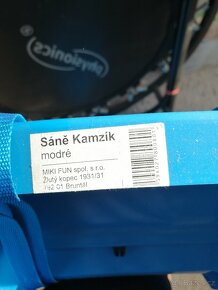 physionics
Sáně Kamzík
modré
MIKI FUN spol. s r.o.
Žlutý kopec 1931/31
792 01 Bruntál